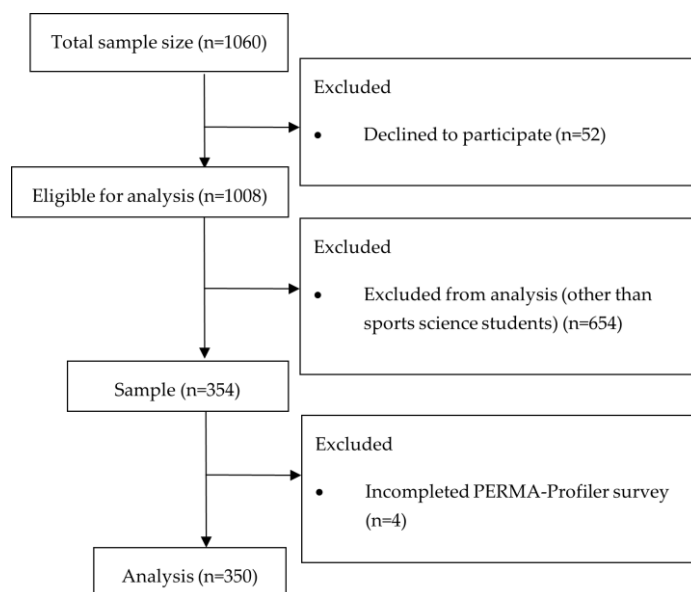 Total sample size (n=1060)
Excluded
• Declined to participate (n=52)
Eligible for analysis (n=1008)
Excluded
• Excluded from analysis (other than
sports science students) (n=654)
Sample (n=354)
Excluded
• Incompleted PERMA-Profiler survey
(n=4)
Analysis (n=350)